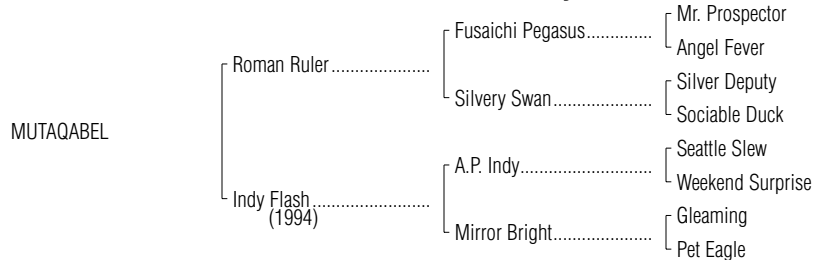 Mr. Prospector
Fusaichi Pegasus...............
Angel Fever
Roman Ruler......................
Silver Deputy
Silvery Swan.......................
Sociable Duck
MUTAQABEL
Seattle Slew
A.P. Indy..............................
Weekend Surprise
Indy Flash..........................
(1994)
Gleaming
Mirror Bright.......................
Pet Eagle